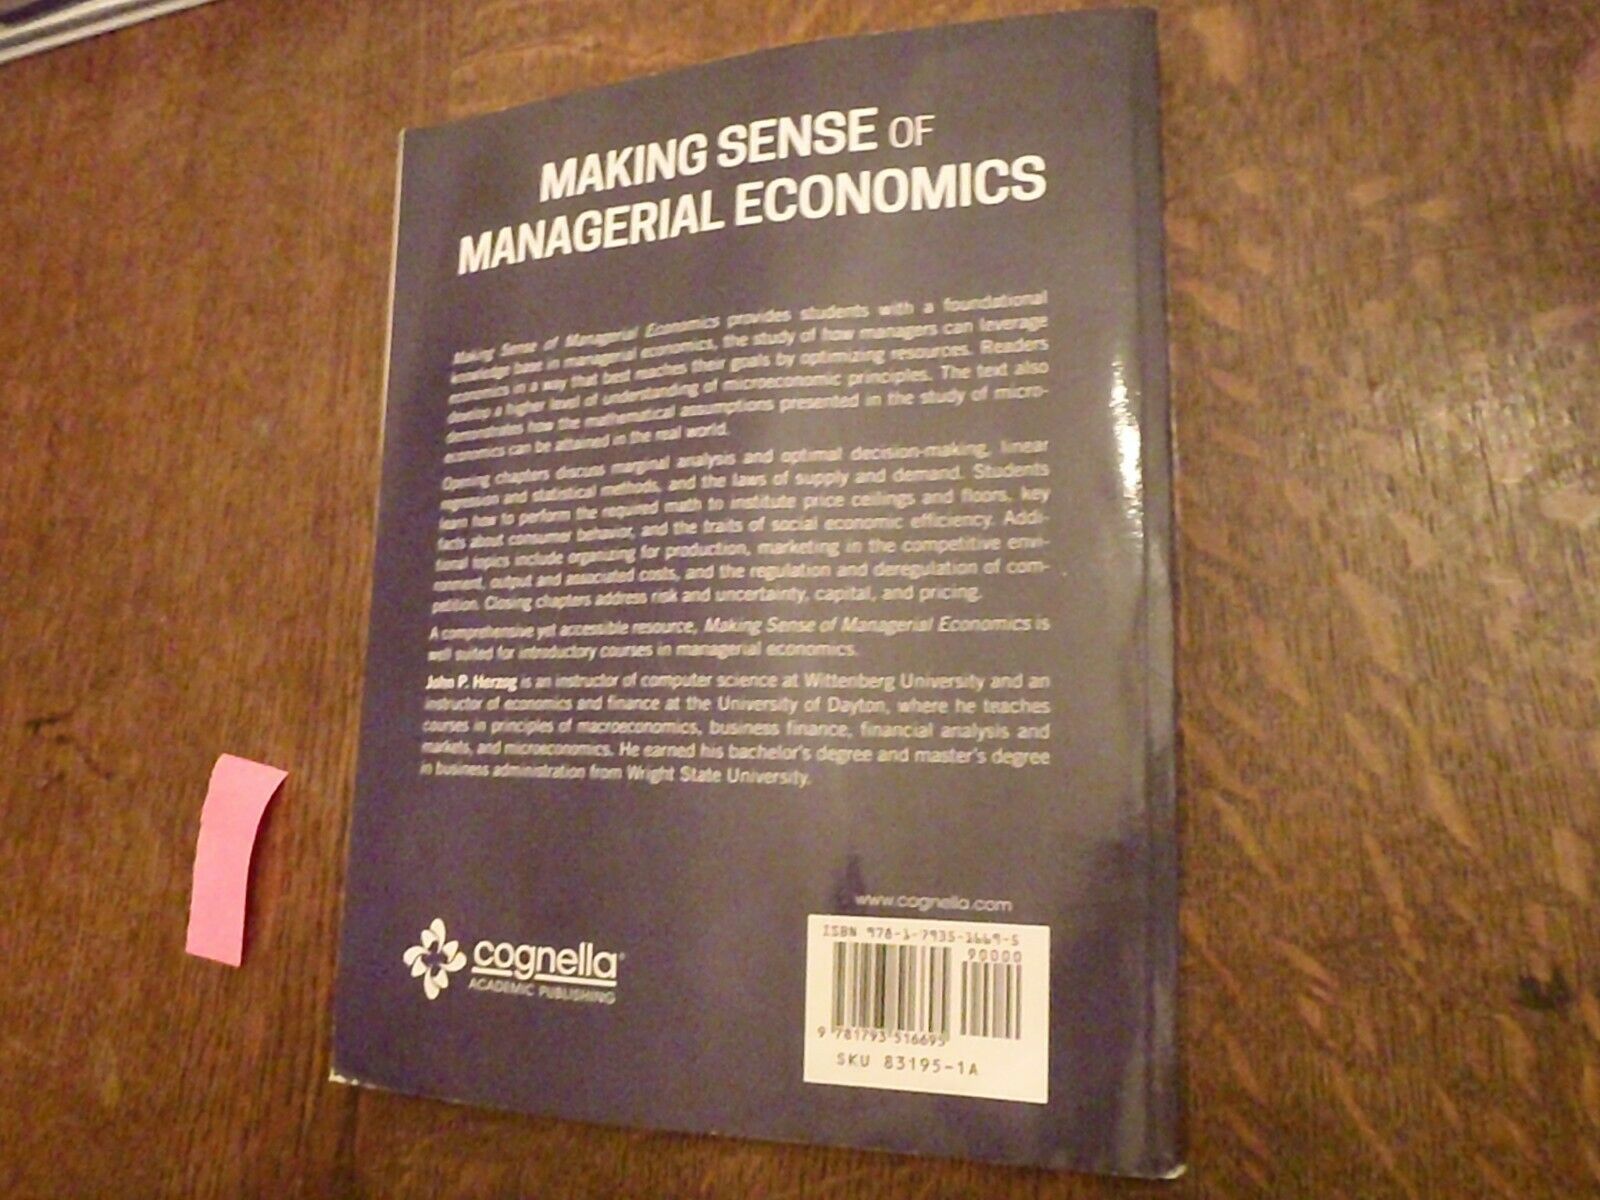 MAKING SENSE OF
MANAGERIAL ECONOMICS
Making Sense of Managerial Economics provides students with a foundational
knowledge base in managerial economics, the study of how managers can leverage
economics in a way that best reaches their goals by optimizing resources. Readers
develop a higher level of understanding of microeconomic principles. The text also
demonstrates how the mathematical assumptions presented in the study of micro-
economics can be attained in the real world.
Opening chapters discuss marginal analysis and optimal decision-making, linear
regression and statistical methods, and the laws of supply and demand. Students
learn how to perform the required math to institute price ceilings and floors, key
facts about consumer behavior, and the traits of social economic efficiency. Addi-
tional topics include organizing for production, marketing in the competitive envi-
ronment, output and associated costs, and the regulation and deregulation of com-
petition. Closing chapters address risk and uncertainty, capital, and pricing.
A comprehensive yet accessible resource, Making Sense of Managerial Economics is
well suited for introductory courses in managerial economics.
John P. Herzog is an instructor of computer science at Wittenberg University and an
instructor of economics and finance at the University of Dayton, where he teaches
courses in principles of macroeconomics, business finance, financial analysis and
markets, and microeconomics. He earned his bachelor's degree and master's degree
in business administration from Wright State University.
www.cognella.com
cognella®
ACADEMIC PUBLISHING
ISBN 978-1-7935-1669-5
90000
9 781793 516695
SKU 83195-1A